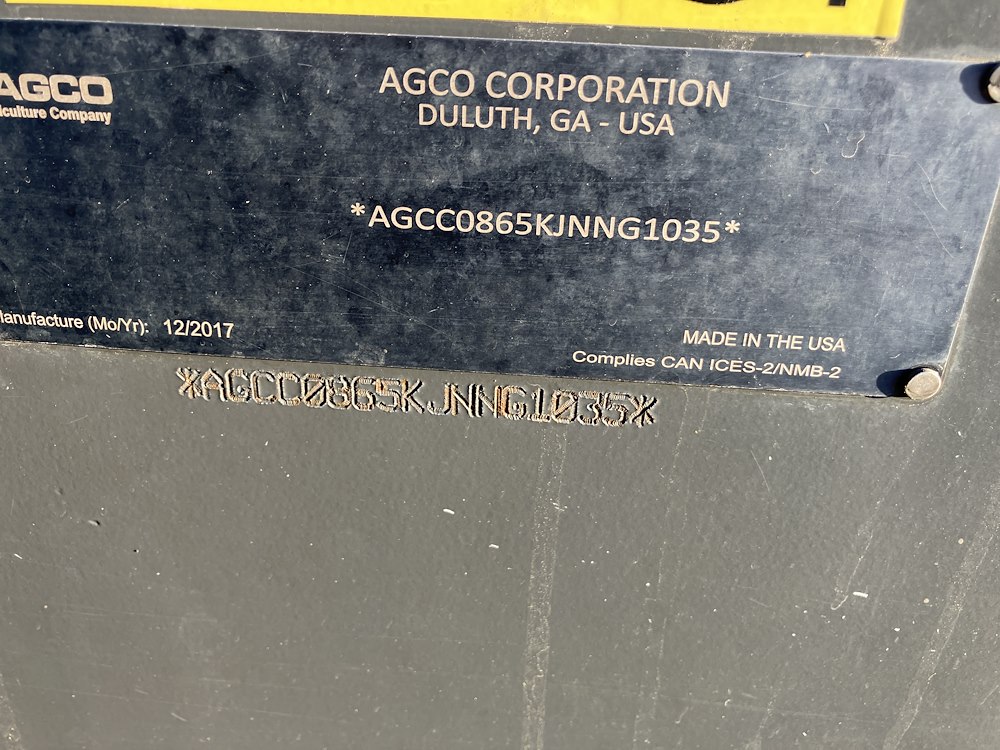 AGCO
AGCO CORPORATION
DULUTH, GA - USA
Company
*AGCC0865KJNNG1035*
(Mo/Yr): 12/2017
MADE IN THE USA
Complies CAN ICES-2/NMB-2
*AGCC0865KJNNG1035*